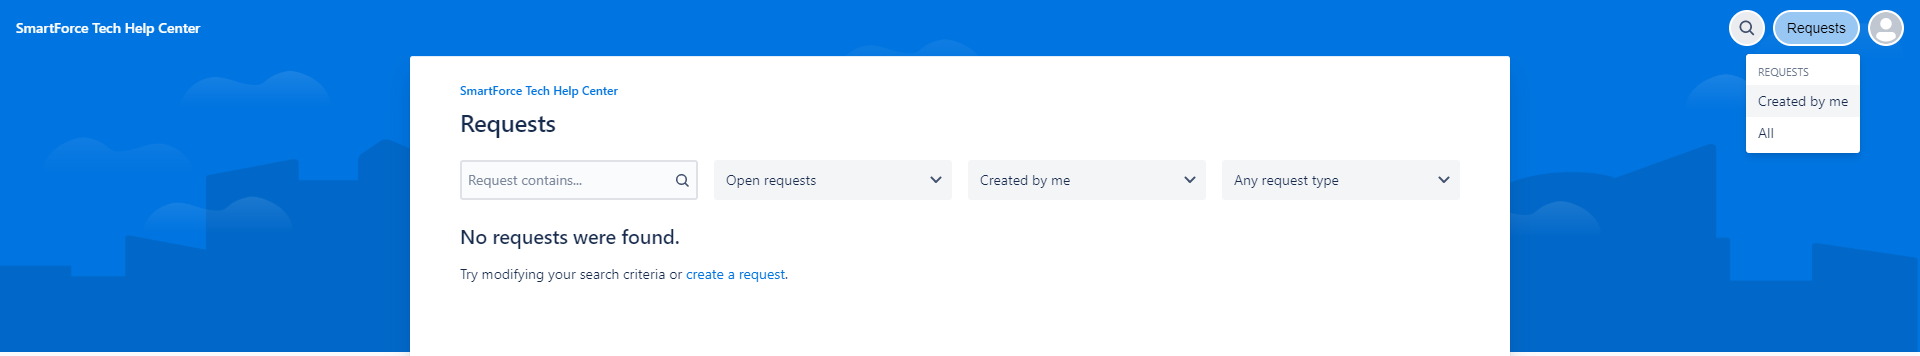 SmartForce Tech Help Center
Requests
REQUESTS
Created by me
All
SmartForce Tech Help Center
Requests
Request contains...
Open requests
Created by me
Any request type
No requests were found.
Try modifying your search criteria or create a request.